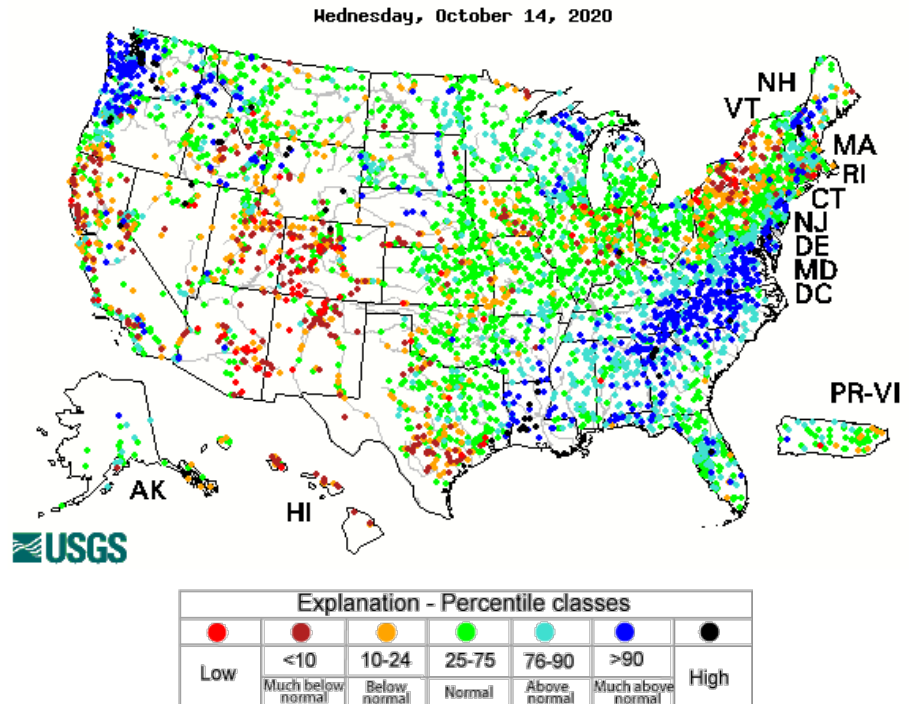 Wednesday, October 14, 2020
NH
VT
MA
RI
CT
NJ
DE
MD
DC
PR-VI
AK
HI
USGS
Explanation - Percentile classes
Low
<10
10-24
25-75
76-90
>90
High
Much below normal
Below normal
Normal
Above normal
Much above normal